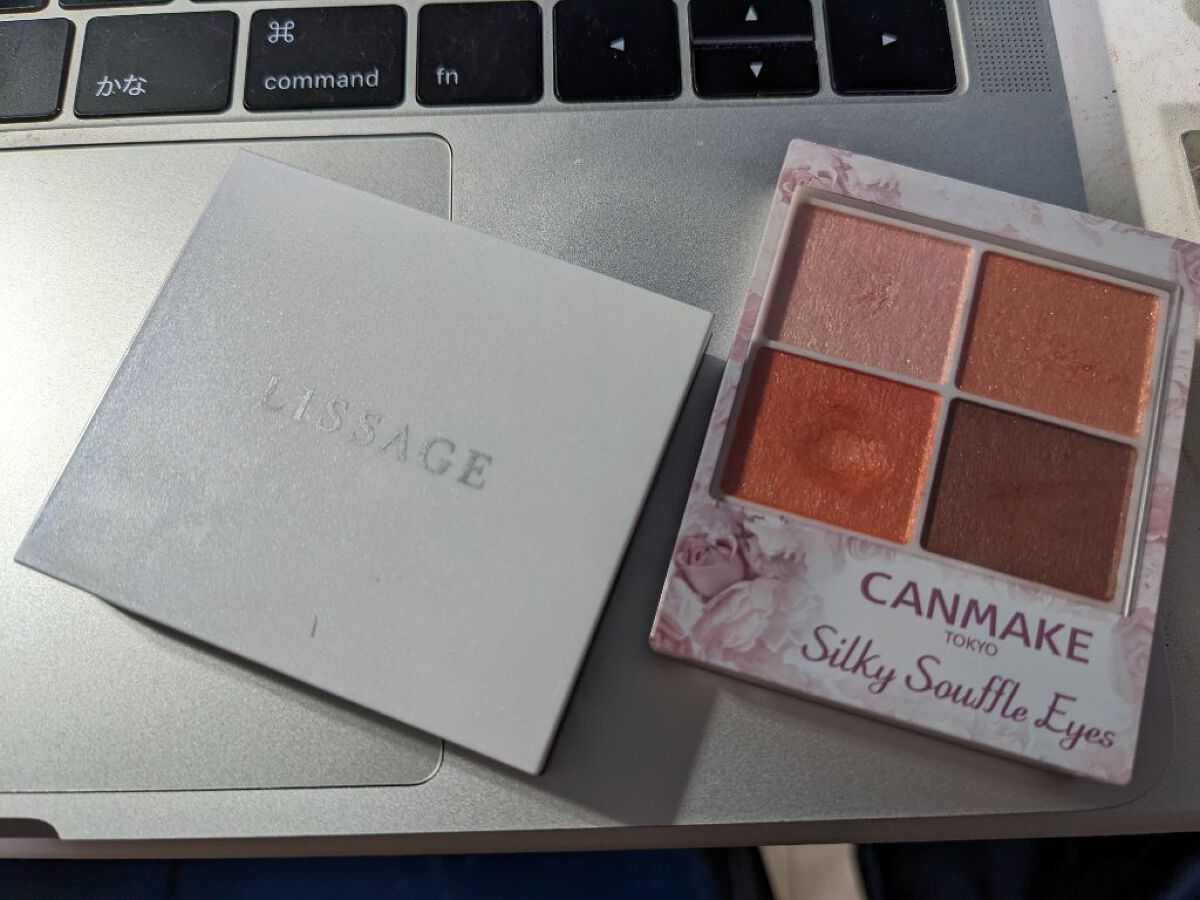 かな
⌘
command
fn
◀
▲
▼
▶
LISSAGE
CANMAKE
TOKYO
Silky Souffle Eyes